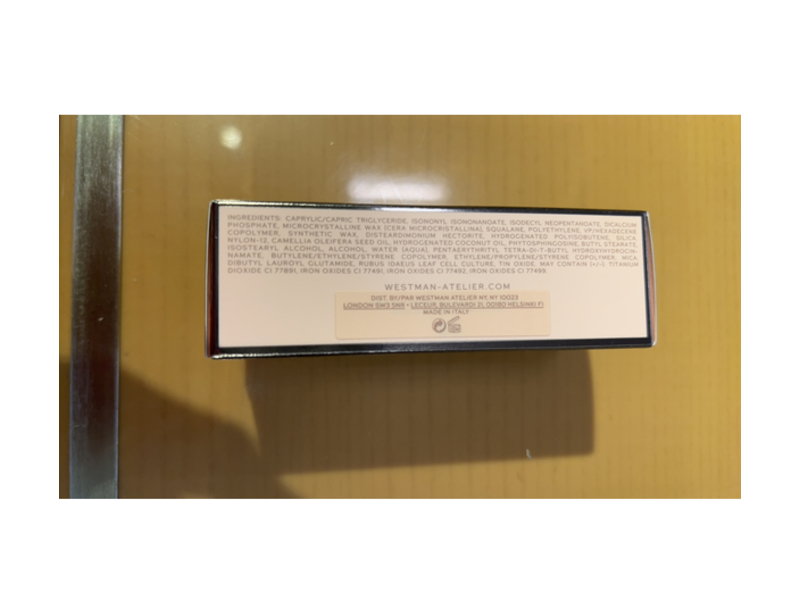 INGREDIENTS: CAPRYLIC/CAPRIC TRIGLYCERIDE, ISONONYL ISONONANOATE, ISODECYL NEOPENTANOATE, DICALCIUM
PHOSPHATE, MICROCRYSTALLINE WAX [CERA MICROCRISTALLINA], SQUALANE, POLYETHYLENE, VP/HEXADECENE
COPOLYMER, SYNTHETIC WAX, DISTEARDIMONIUM HECTORITE, HYDROGENATED POLYISOBUTENE, SILICA,
NYLON-12, CAMELLIA OLEIFERA SEED OIL, HYDROGENATED COCONUT OIL, PHYTOSPHINGOSINE, BUTYL STEARATE,
ISOSTEARYL ALCOHOL, ALCOHOL, WATER [AQUA], PENTAERYTHRITYL TETRA-DI-T-BUTYL HYDROXYHYDROCIN-
NAMATE, BUTYLENE/ETHYLENE/STYRENE COPOLYMER, ETHYLENE/PROPYLENE/STYRENE COPOLYMER, MICA,
DIBUTYL LAUROYL GLUTAMIDE, RUBUS IDAEUS LEAF CELL CULTURE, TIN OXIDE, MAY CONTAIN (+/-): TITANIUM
DIOXIDE CI 77891, IRON OXIDES CI 77491, IRON OXIDES CI 77492, IRON OXIDES CI 77499.
WESTMAN-ATELIER.COM
DIST. BY/PAR WESTMAN ATELIER NY, NY 10023
LONDON SW3 5NR • LECEUR, BULEVARDI 21, 00180 HELSINKI FI
MADE IN ITALY